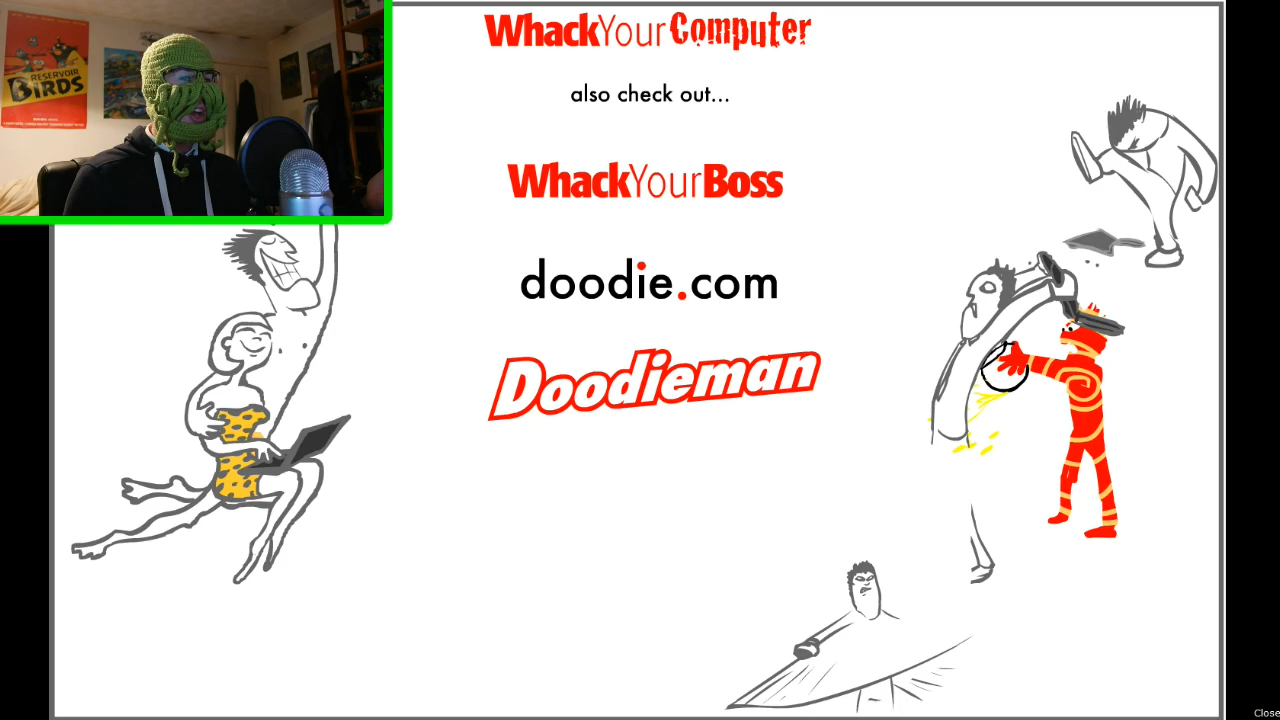 RESERVOIR
BIRDS
WhackYourComputer
also check out...
WhackYourBoss
doodie.com
Doodieman
Close